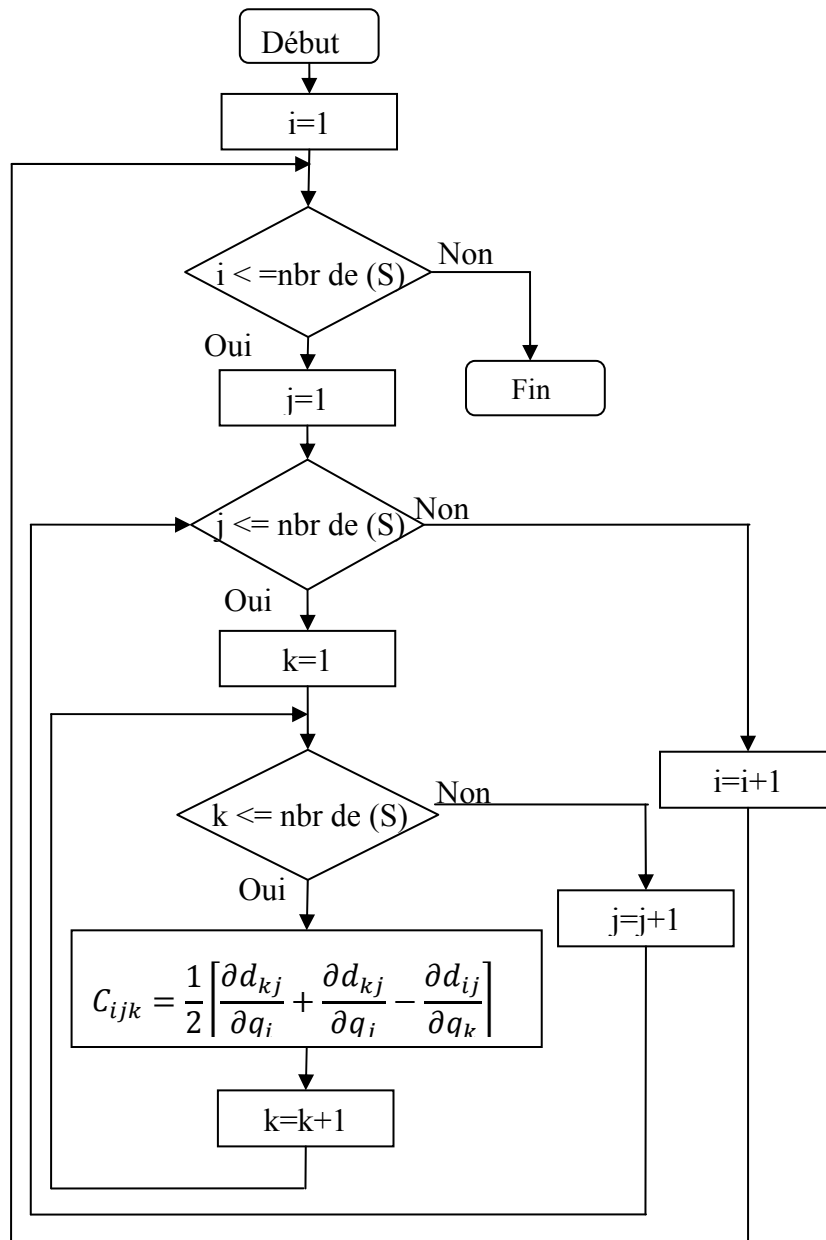 Début
i=1
i < =nbr de (S)
Non
Oui
Fin
j=1
j <= nbr de (S)
Non
Oui
k=1
k <= nbr de (S)
Non
i=i+1
Oui
j=j+1
C_{ijk} = \frac{1}{2} \left[ \frac{\partial d_{kj}}{\partial q_i} + \frac{\partial d_{kj}}{\partial q_i} - \frac{\partial d_{ij}}{\partial q_k} \right]
k=k+1